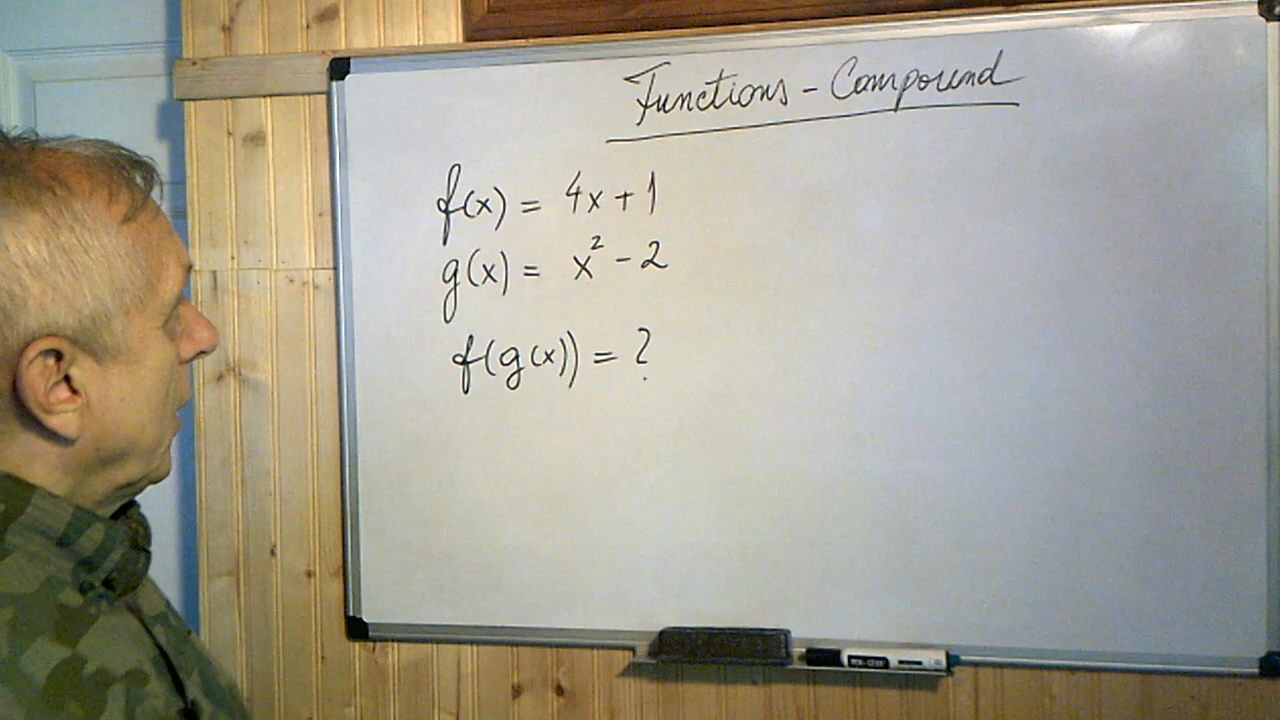 Functions - Compound
f(x) = 4x + 1
g(x) = x² - 2
f(g(x)) = ?